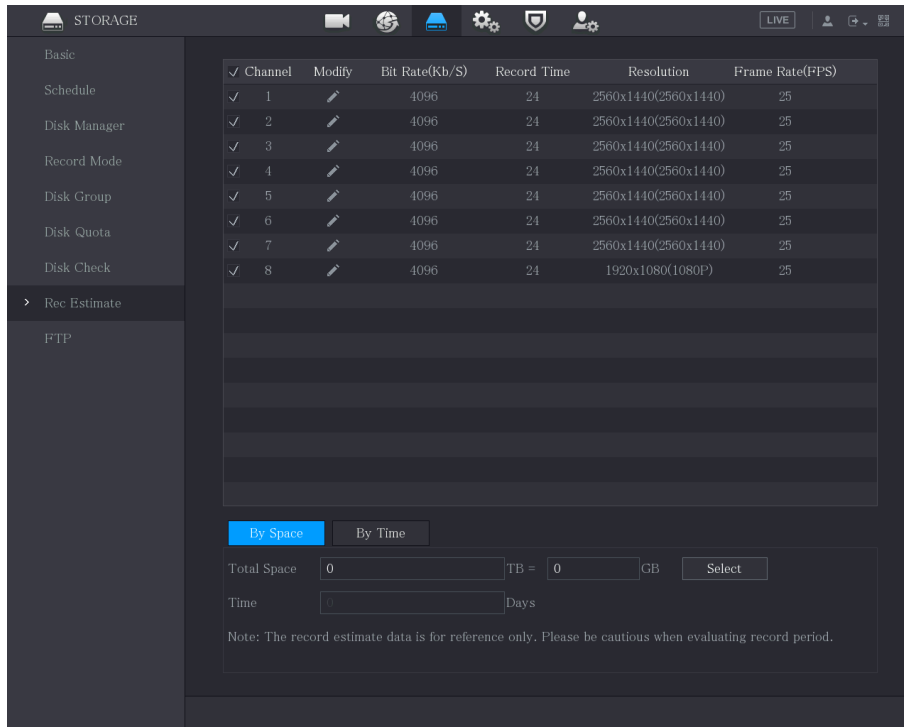 STORAGE LIVE
Basic
Schedule
Disk Manager
Record Mode
Disk Group
Disk Quota
Disk Check
Rec Estimate
FTP
Channel Modify Bit Rate(Kb/S) Record Time Resolution Frame Rate(FPS)
1 4096 24 2560x1440(2560x1440) 25
2 4096 24 2560x1440(2560x1440) 25
3 4096 24 2560x1440(2560x1440) 25
4 4096 24 2560x1440(2560x1440) 25
5 4096 24 2560x1440(2560x1440) 25
6 4096 24 2560x1440(2560x1440) 25
7 4096 24 2560x1440(2560x1440) 25
8 4096 24 1920x1080(1080P) 25
By Space By Time
Total Space 0 TB = 0 GB Select
Time 0 Days
Note: The record estimate data is for reference only. Please be cautious when evaluating record period.